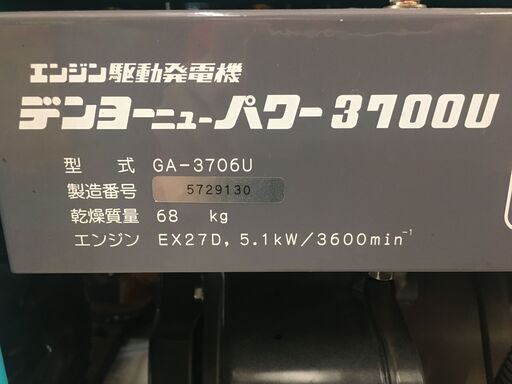 エンジン駆動発電機
デンヨーニューパワー3700U
型式 GA-3706U
製造番号 5729130
乾燥質量 68 kg
エンジン EX27D, 5.1kW/3600min⁻¹